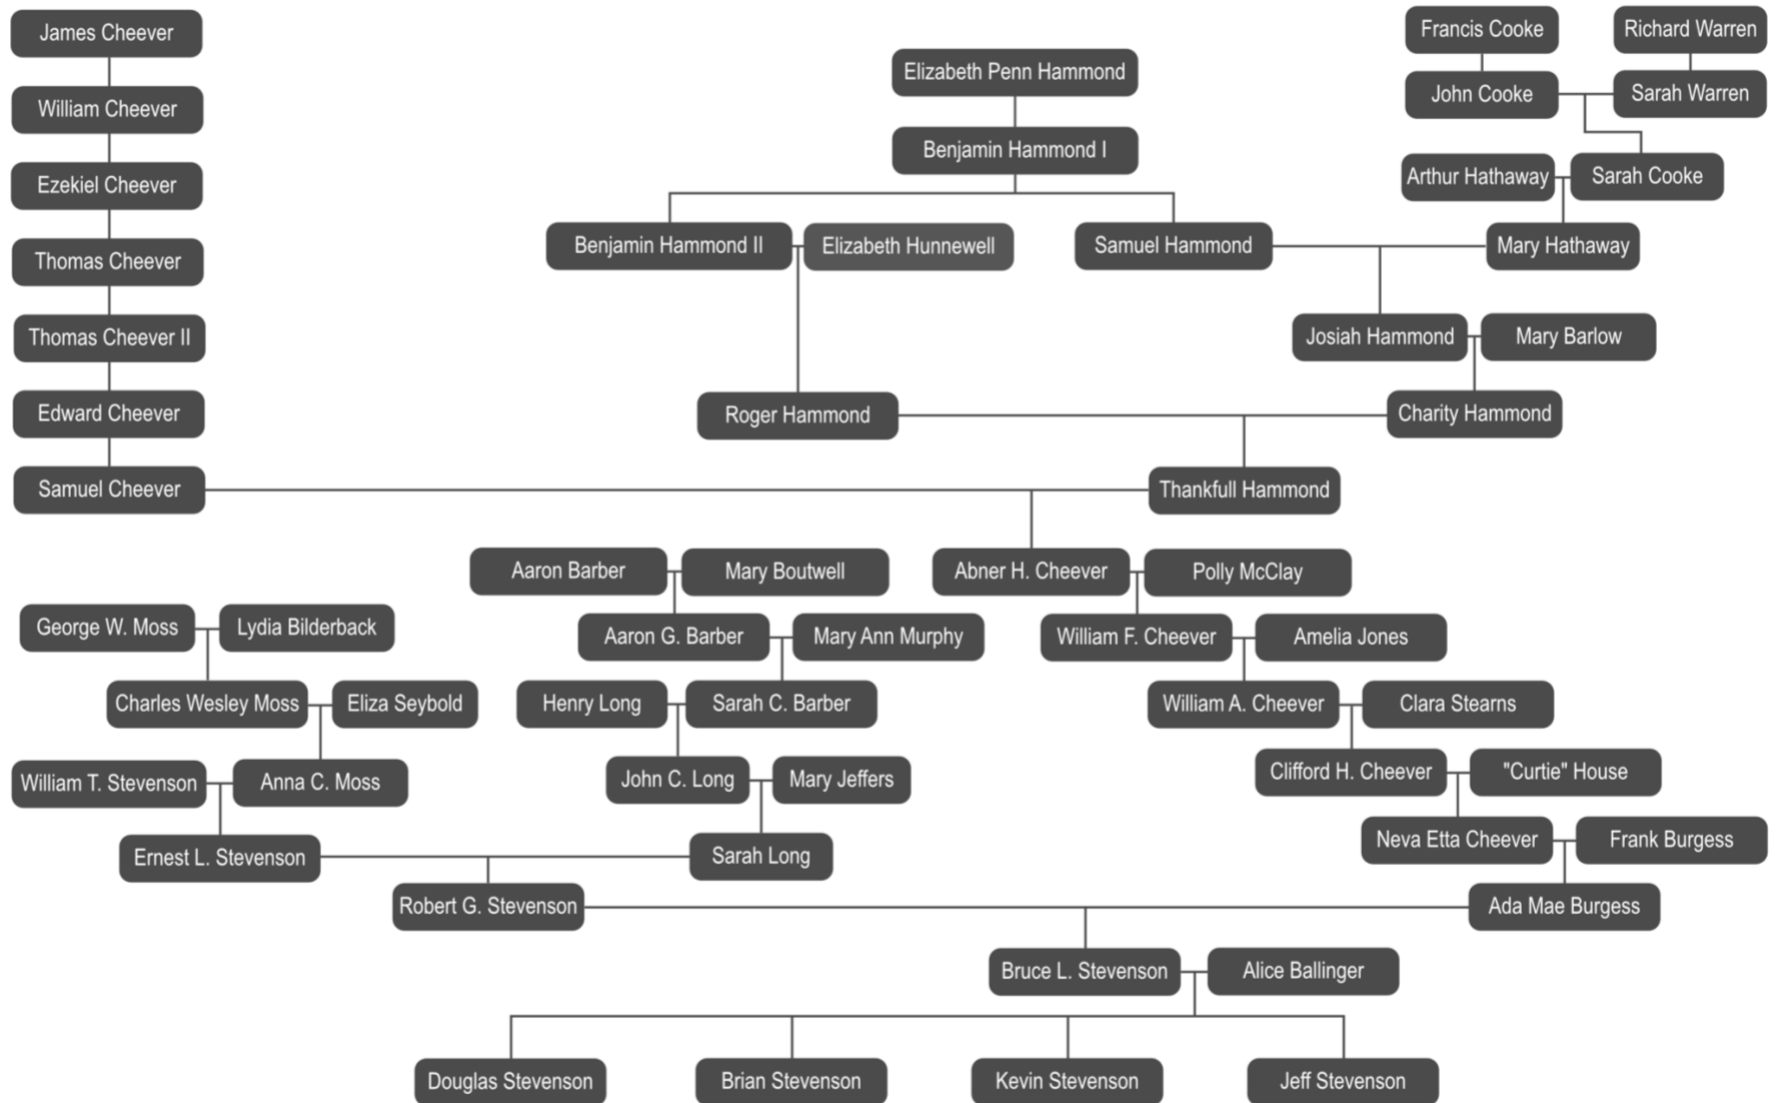 James Cheever
Francis Cooke
Richard Warren
Elizabeth Penn Hammond
William Cheever
John Cooke
Sarah Warren
Benjamin Hammond I
Ezekiel Cheever
Arthur Hathaway
Sarah Cooke
Thomas Cheever
Benjamin Hammond II
Elizabeth Hunnewell
Samuel Hammond
Mary Hathaway
Thomas Cheever II
Josiah Hammond
Mary Barlow
Edward Cheever
Roger Hammond
Charity Hammond
Samuel Cheever
Thankfull Hammond
Aaron Barber
Mary Boutwell
Abner H. Cheever
Polly McClay
George W. Moss
Lydia Bilderback
Aaron G. Barber
Mary Ann Murphy
William F. Cheever
Amelia Jones
Charles Wesley Moss
Eliza Seybold
Henry Long
Sarah C. Barber
William A. Cheever
Clara Stearns
William T. Stevenson
Anna C. Moss
John C. Long
Mary Jeffers
Clifford H. Cheever
"Curtie" House
Ernest L. Stevenson
Sarah Long
Neva Etta Cheever
Frank Burgess
Robert G. Stevenson
Ada Mae Burgess
Bruce L. Stevenson
Alice Ballinger
Douglas Stevenson
Brian Stevenson
Kevin Stevenson
Jeff Stevenson